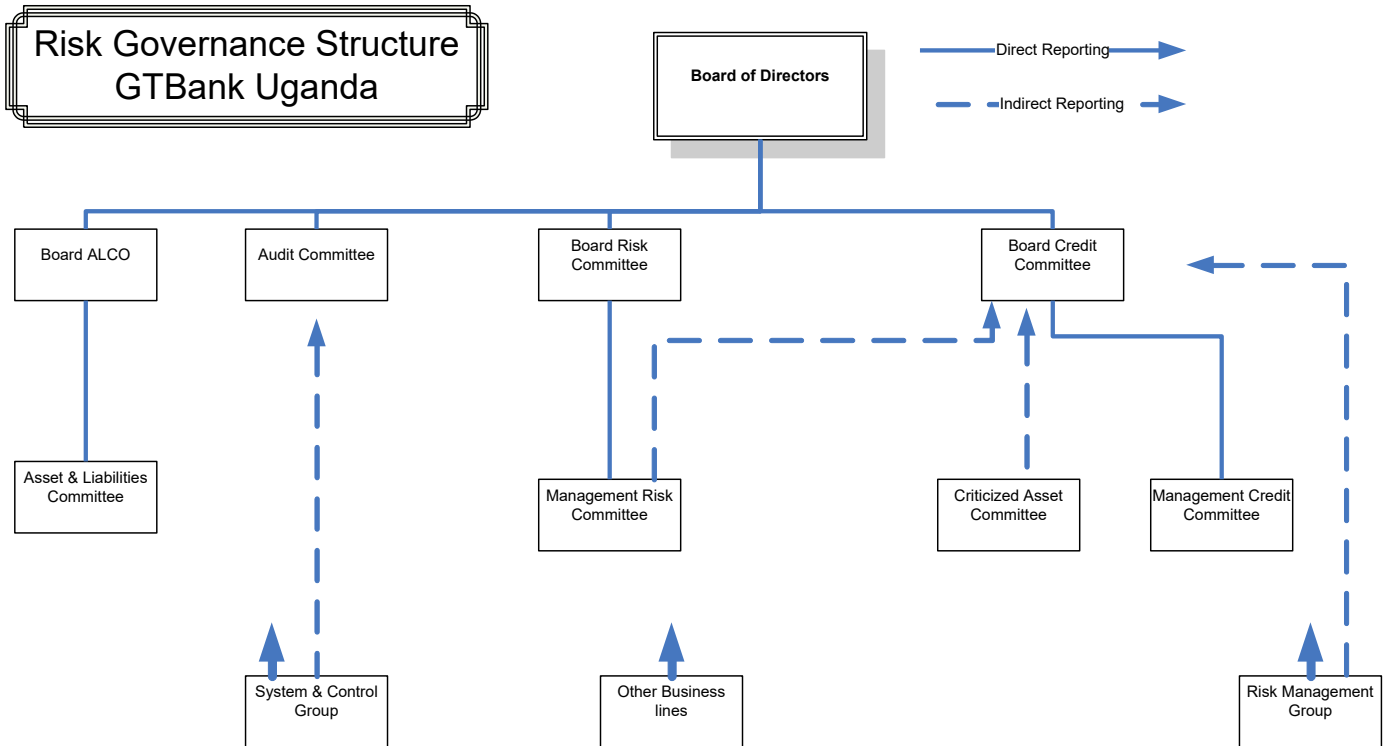 Risk Governance Structure
GTBank Uganda
Board of Directors
Direct Reporting
Indirect Reporting
Board ALCO
Audit Committee
Board Risk
Committee
Board Credit
Committee
Asset & Liabilities
Committee
Management Risk
Committee
Criticized Asset
Committee
Management Credit
Committee
System & Control
Group
Other Business
lines
Risk Management
Group